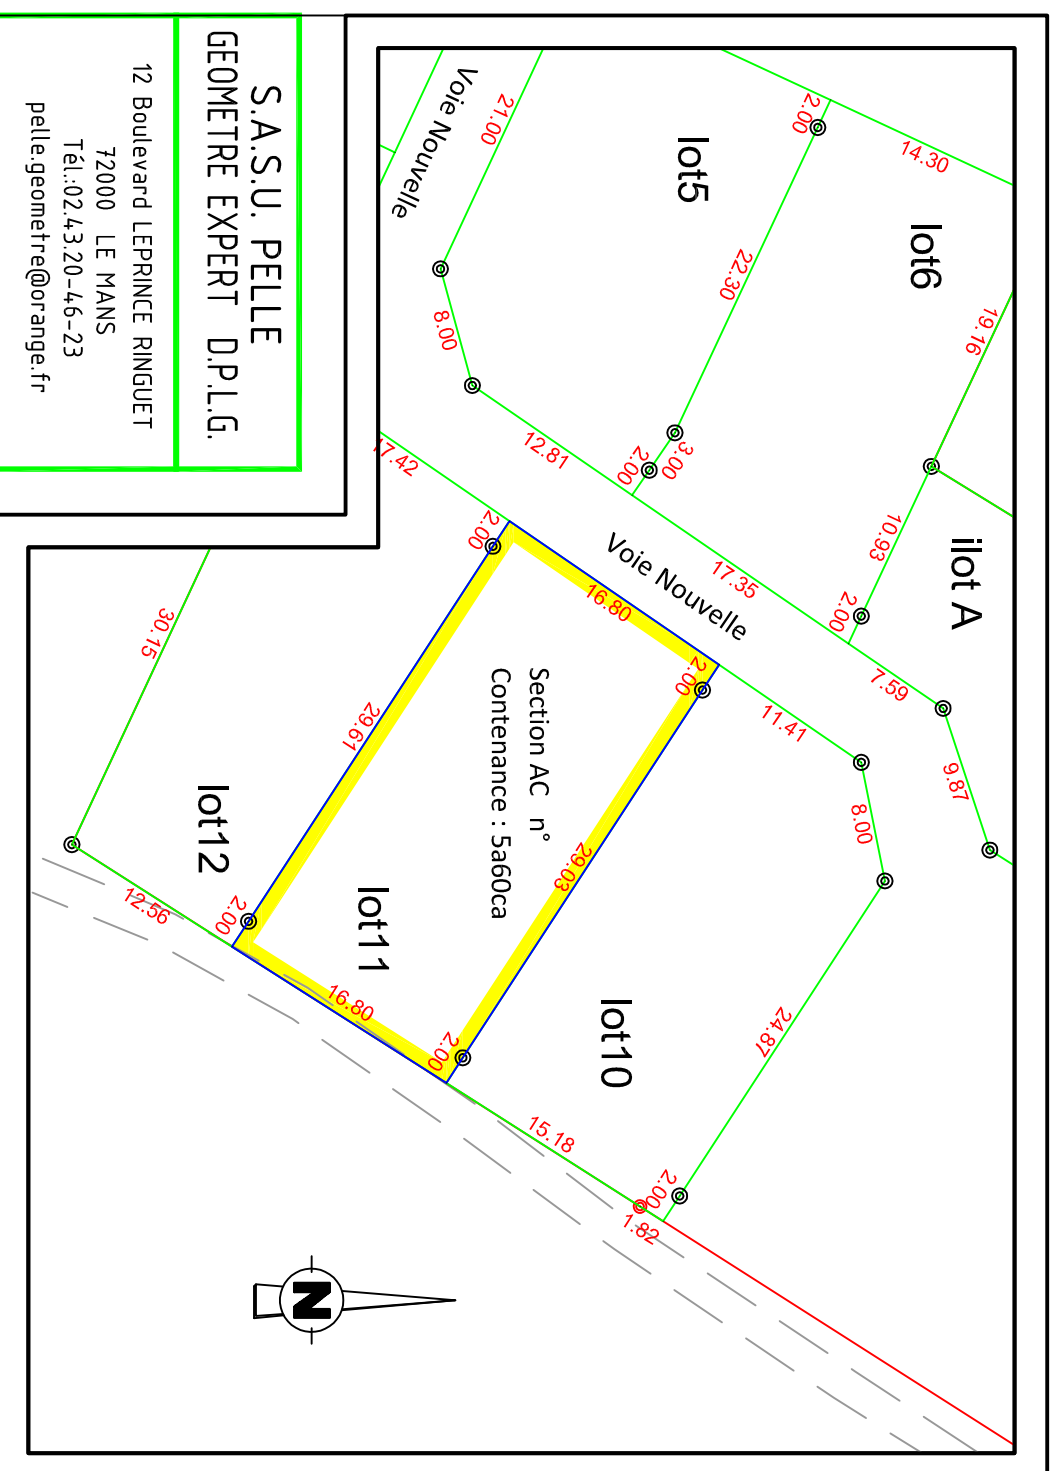 S.A.S.U. PELLE
GEOMETRE EXPERT D.P.L.G.
12 Boulevard LEPRINCE RINGUET
72000 LE MANS
Tél.:02.43.20-46-23
pelle.geometre@orange.fr
14.30
lot6
19.16
2.00
lot5
22.30
21.00
Voie Nouvelle
8.00
12.81
3.00
2.00
17.42
ilot A
10.93
2.00
17.35
Voie Nouvelle
7.59
9.87
2.00
16.80
2.00
11.41
8.00
30.15
29.61
Section AC n°
Contenance : 5a60ca
29.03
lot12
lot11
lot10
24.87
12.56
2.00
16.80
2.00
15.18
2.00
1.82
N